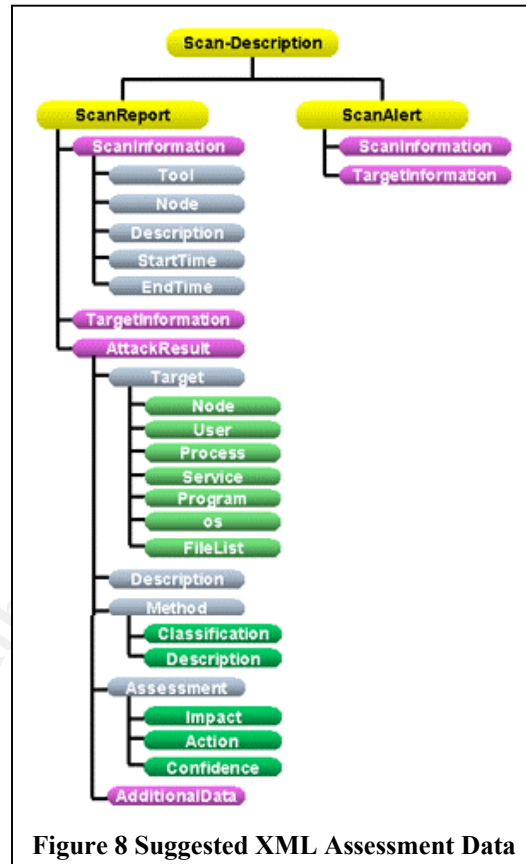 Scan-Description
ScanReport
ScanAlert
ScanInformation
ScanInformation
Tool
TargetInformation
Node
Description
StartTime
EndTime
TargetInformation
AttackResult
Target
Node
User
Process
Service
Program
os
FileList
Description
Method
Classification
Description
Assessment
Impact
Action
Confidence
AdditionalData
Figure 8 Suggested XML Assessment Data